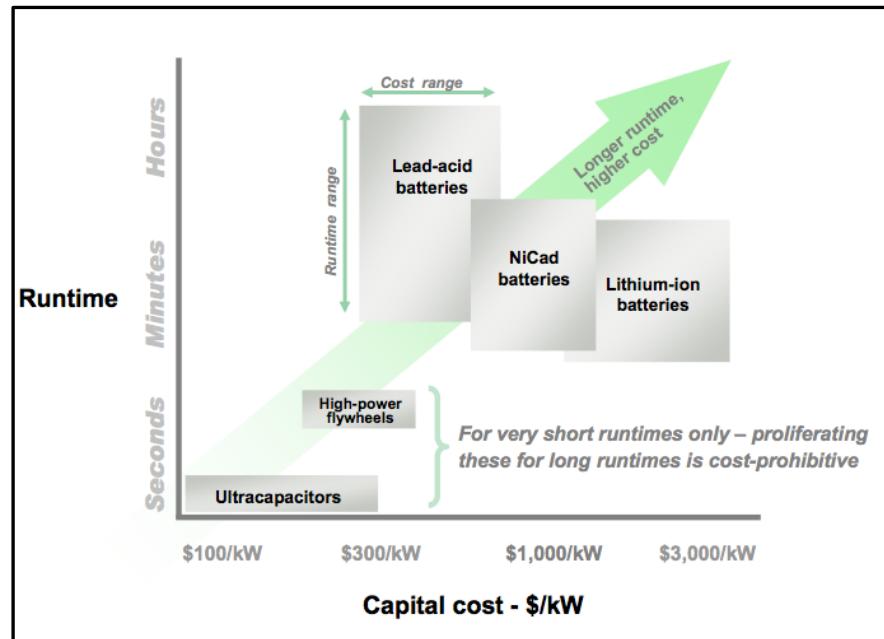 Cost range
Hours
Longer runtime,
higher cost
Lead-acid
batteries
Runtime range
NiCad
batteries
Lithium-ion
batteries
Minutes
Runtime
High-power
flywheels
For very short runtimes only – proliferating
these for long runtimes is cost-prohibitive
Seconds
Ultracapacitors
$100/kW
$300/kW
$1,000/kW
$3,000/kW
Capital cost - $/kW